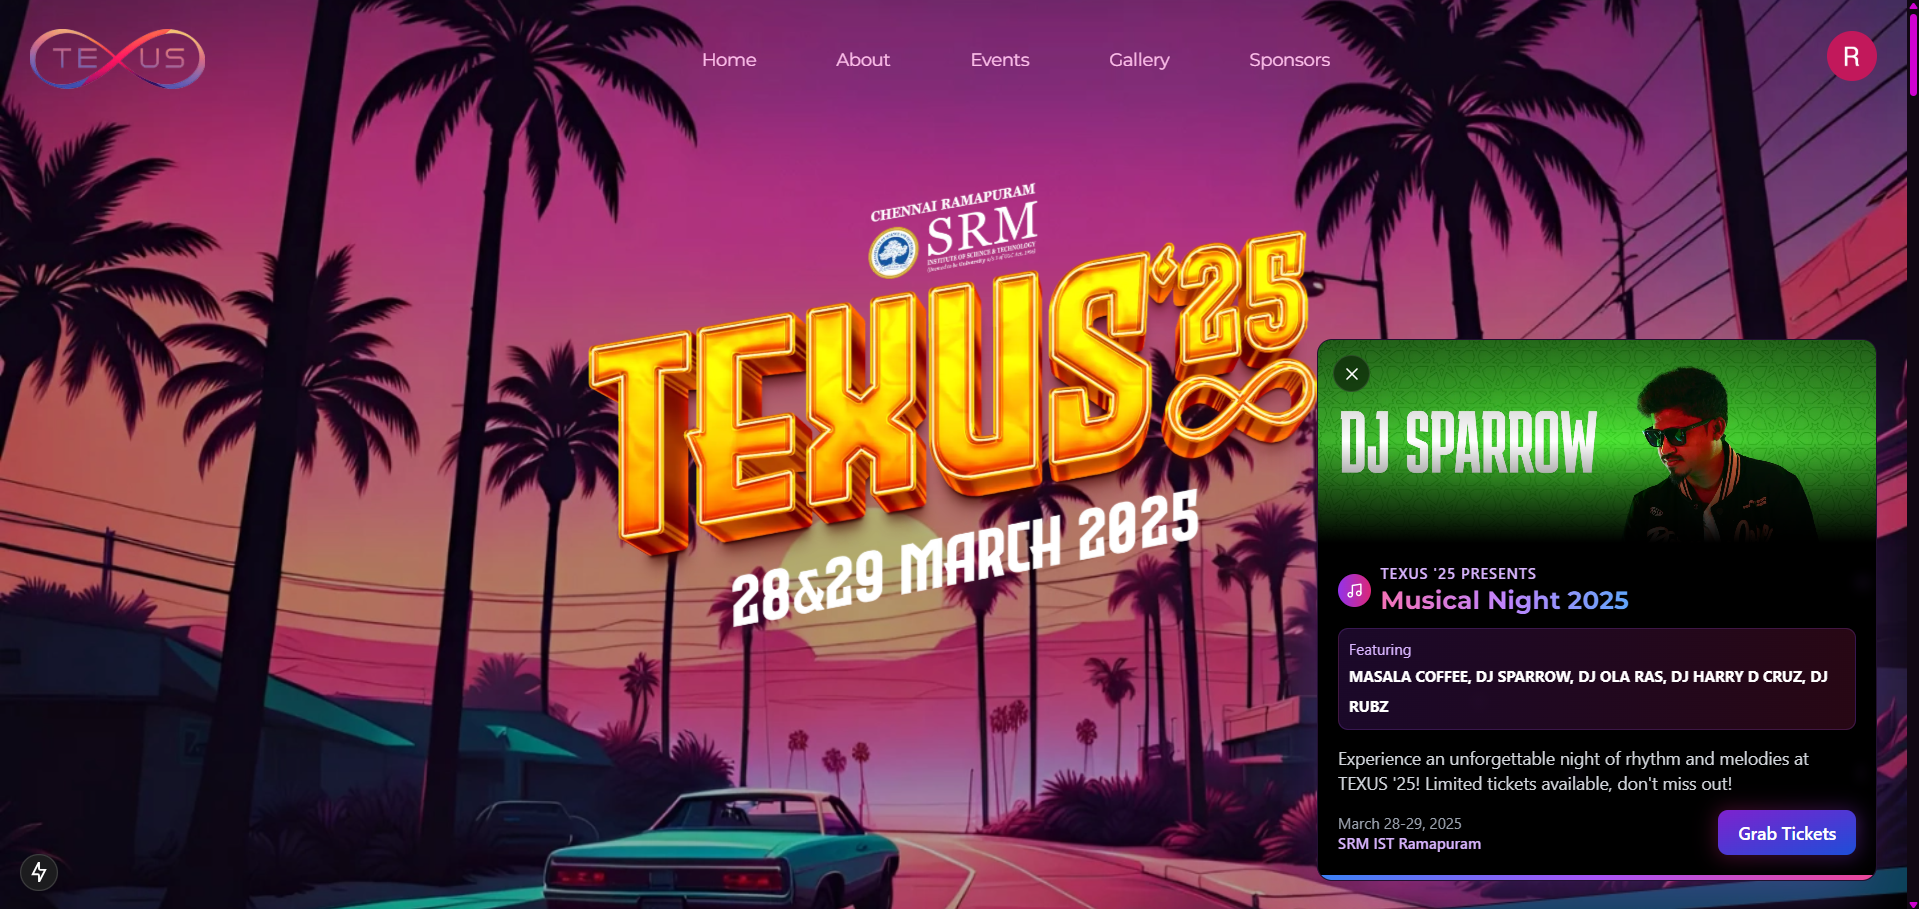 TEXUS
Home
About
Events
Gallery
Sponsors
R
CHENNAI RAMAPURAM
SRM
INSTITUTE OF SCIENCE & TECHNOLOGY
TEXUS '25
28&29 MARCH 2025
DJ SPARROW
TEXUS '25 PRESENTS
Musical Night 2025
Featuring
MASALA COFFEE, DJ SPARROW, DJ OLA RAS, DJ HARRY D CRUZ, DJ
RUBZ
Experience an unforgettable night of rhythm and melodies at
TEXUS '25! Limited tickets available, don't miss out!
March 28-29, 2025
SRM IST Ramapuram
Grab Tickets